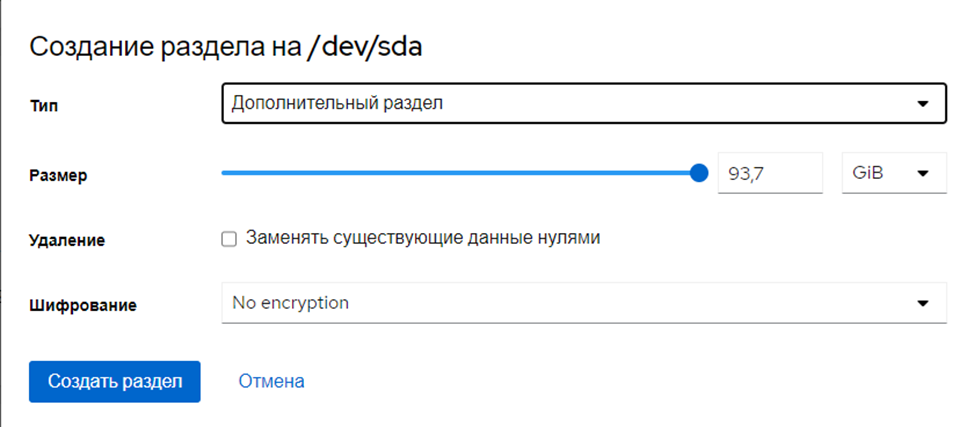 Создание раздела на /dev/sda
Тип Дополнительный раздел
Размер 93,7 GiB
Удаление Заменять существующие данные нулями
Шифрование No encryption
Создать раздел Отмена